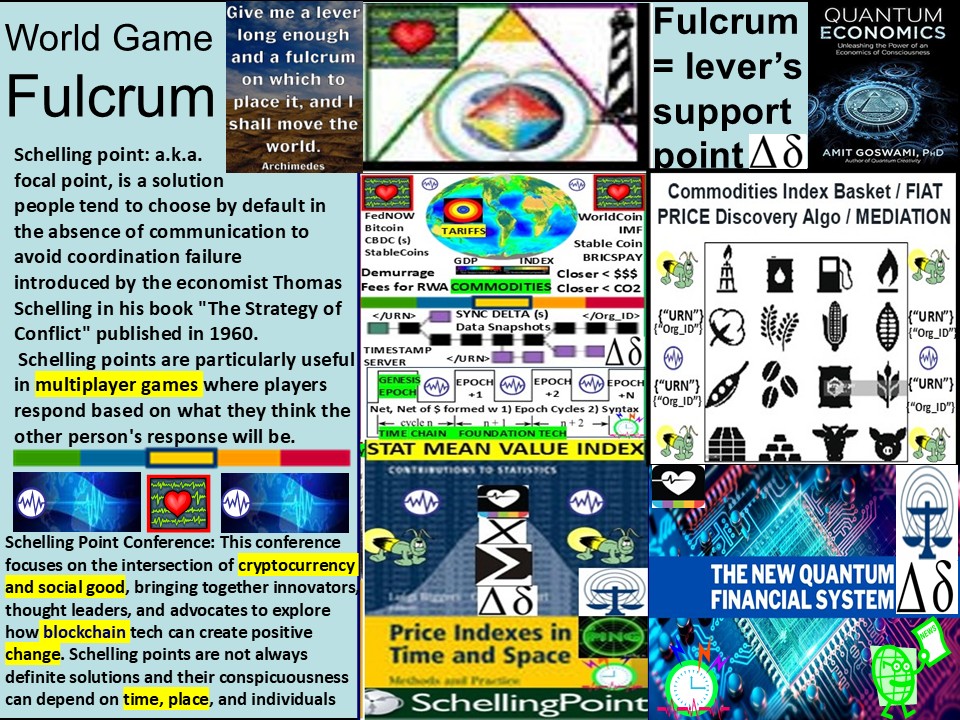 World Game
Fulcrum
Give me a lever
long enough
and a fulcrum
on which to
place it, and I
shall move the
world.
Archimedes
Fulcrum
= lever's
support
point Δδ
QUANTUM
ECONOMICS
Unleashing the Power of an
Economics of Consciousness
AMIT GOSWAMI, PhD
Author of Quantum Creativity
Schelling point: a.k.a.
focal point, is a solution
people tend to choose by default in
the absence of communication to
avoid coordination failure
introduced by the economist Thomas
Schelling in his book "The Strategy of
Conflict" published in 1960.
Schelling points are particularly useful
in multiplayer games where players
respond based on what they think the
other person's response will be.
Schelling Point Conference: This conference
focuses on the intersection of cryptocurrency
and social good, bringing together innovators,
thought leaders, and advocates to explore
how blockchain tech can create positive
change. Schelling points are not always
definite solutions and their conspicuousness
can depend on time, place, and individuals
FedNOW
Bitcoin
CBDC (s)
StableCoins
TARIFFS
WorldCoin
IMF
Stable Coin
BRICSPAY
GDP INDEX
Demurrage
Closer < $$$
Fees for RWA COMMODITIES Closer < CO2
</URN> SYNC DELTA (s) </Org_ID>
Data Snapshots
TIMESTAMP
SERVER
</URN>
Δδ
GENESIS
EPOCH
EPOCH
+1
EPOCH
+2
EPOCH
+N
Net, Net of $ formed w 1) Epoch Cycles 2) Syntax
cycle n n + 1 n + 2
TIME CHAIN FOUNDATION TECH
STAT MEAN VALUE INDEX
CONTRIBUTIONS TO STATISTICS
X
Σ
Δδ
Price Indexes in
Time and Space
Methods and Practice
PNG
SchellingPoint
Commodities Index Basket / FIAT
PRICE Discovery Algo / MEDIATION
{"URN"}
{"Org_ID"}
{"URN"}
{"Org_ID"}
{"URN"}
{"Org_ID"}
{"URN"}
{"Org_ID"}
THE NEW QUANTUM
FINANCIAL SYSTEM
Δδ
N N N
NEWS